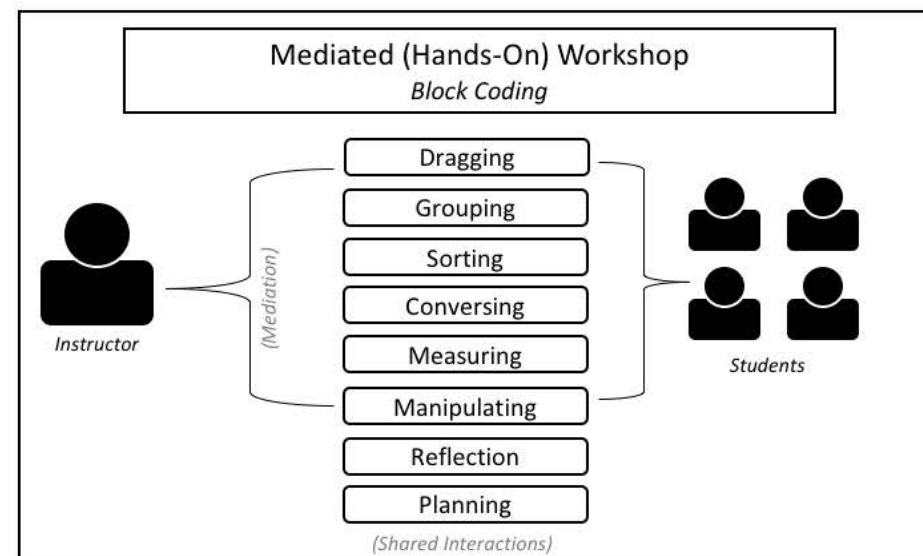 Mediated (Hands-On) Workshop
Block Coding
Dragging
Grouping
Sorting
Conversing
Measuring
Manipulating
Reflection
Planning
(Shared Interactions)
(Mediation)
Instructor
Students